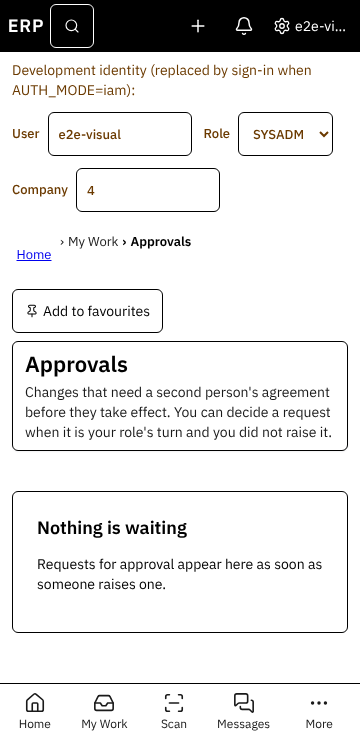 ERP
e2e-vi...
Development identity (replaced by sign-in when
AUTH_MODE=iam):
User e2e-visual Role SYSADM
Company 4
Home › My Work › Approvals
Add to favourites
Approvals
Changes that need a second person's agreement
before they take effect. You can decide a request
when it is your role's turn and you did not raise it.
Nothing is waiting
Requests for approval appear here as soon as
someone raises one.
Home My Work Scan Messages More